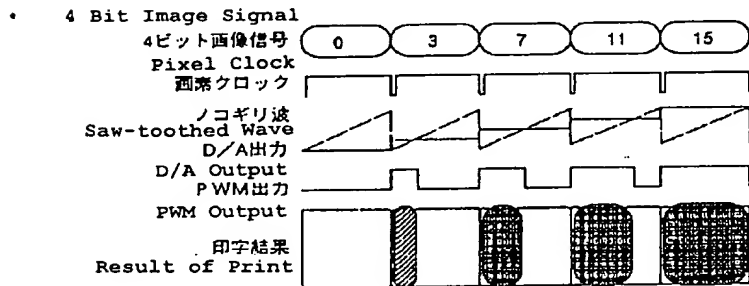 4 Bit Image Signal
4ビット画像信号 0 3 7 11 15
Pixel Clock
画素クロック
ノコギリ波
Saw-toothed Wave
D/A出力
D/A Output
PWM出力
PWM Output
印字結果
Result of Print